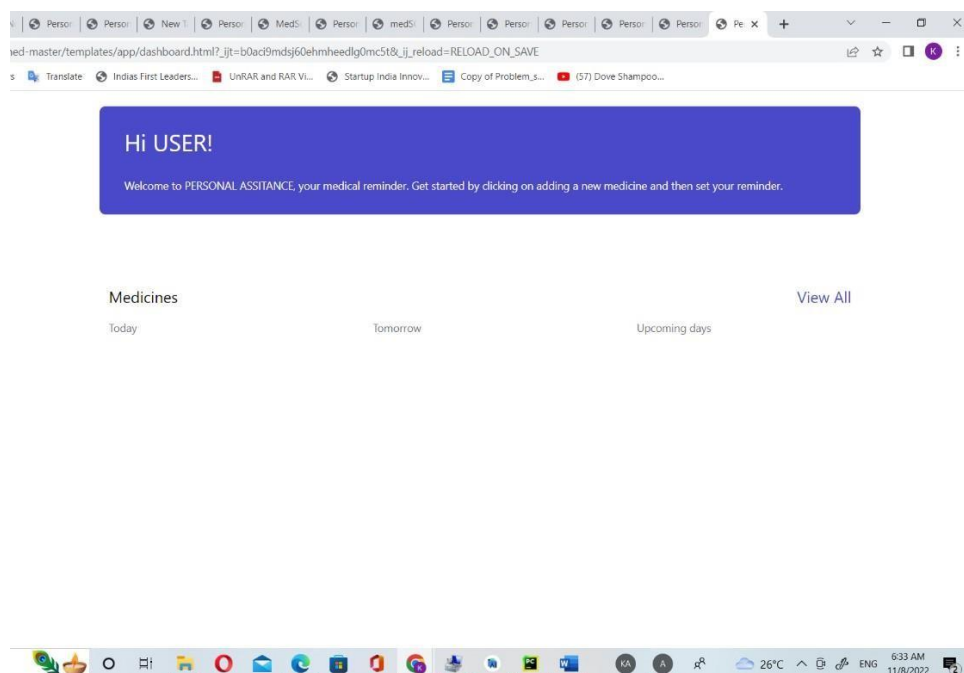 Person Person New T Person MedS Person medS Person Person Person Person Person Pe
ned-master/templates/app/dashboard.html?_ijt=b0aci9mdsj60ehmheedlg0mc5t&_ij_reload=RELOAD_ON_SAVE K
s Translate Indias First Leaders... UnRAR and RAR Vi... Startup India Innov... Copy of Problem_s... (57) Dove Shampoo...
Hi USER!
Welcome to PERSONAL ASSITANCE, your medical reminder. Get started by clicking on adding a new medicine and then set your reminder.
Medicines View All
Today Tomorrow Upcoming days
KA A 26°C ENG 6:33 AM
11/8/2022 2